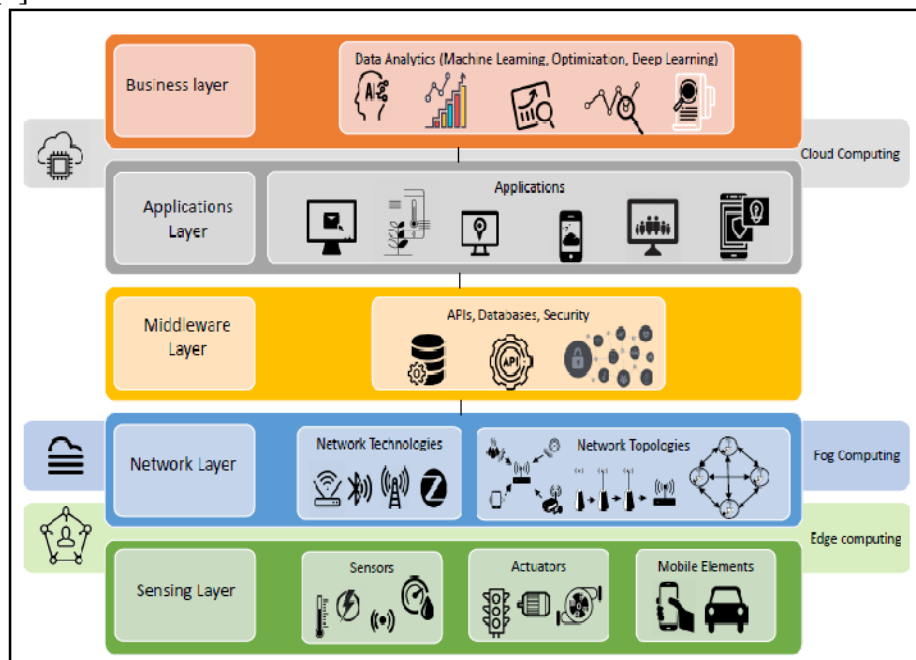 Data Analytics (Machine Learning, Optimization, Deep Learning)
Business layer
Cloud Computing
Applications
Applications
Layer
APIs, Databases, Security
Middleware
Layer
API
Network Technologies
Network Topologies
Network Layer
Fog Computing
Edge computing
Sensors
Actuators
Mobile Elements
Sensing Layer